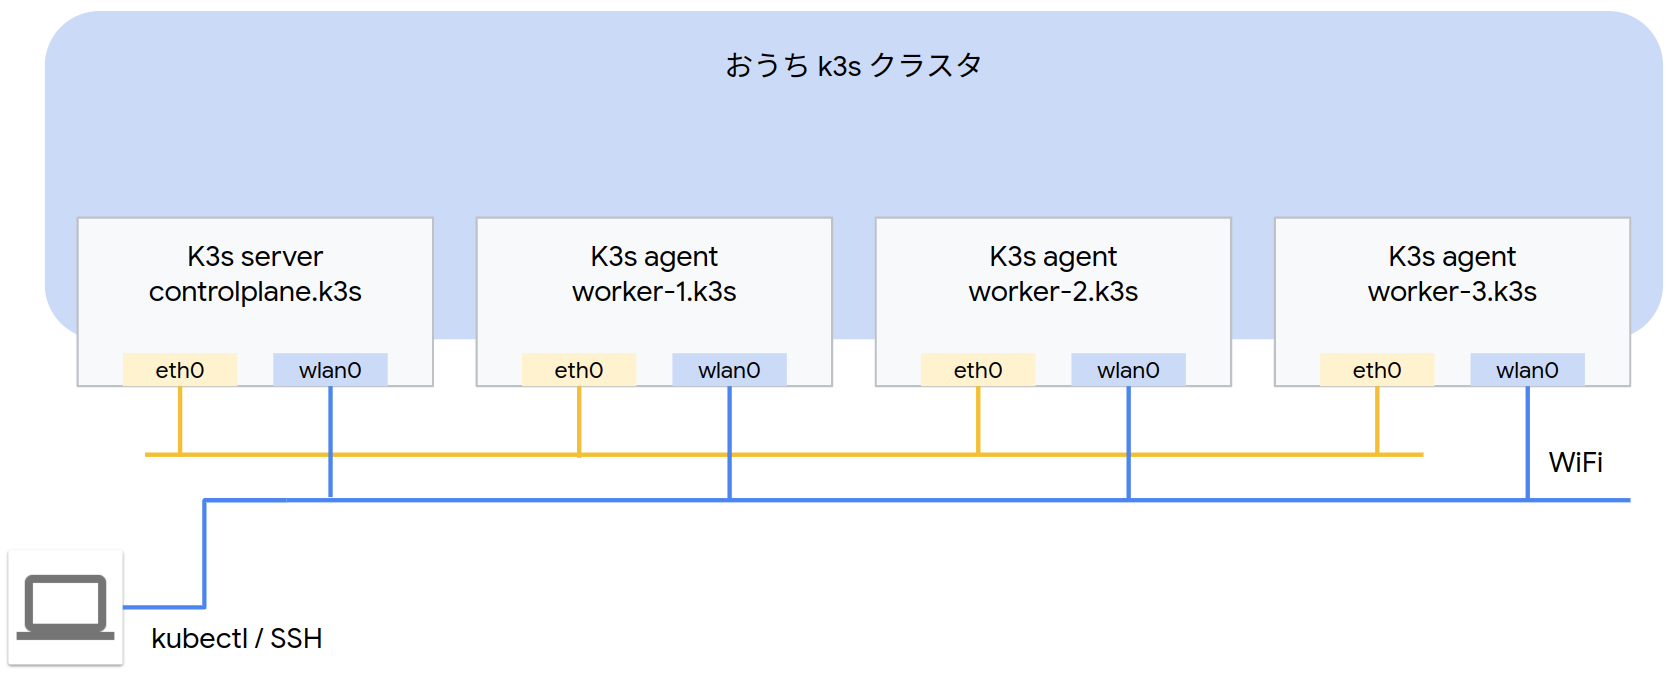 おうち k3s クラスタ
K3s server
controlplane.k3s
eth0
wlan0
K3s agent
worker-1.k3s
eth0
wlan0
K3s agent
worker-2.k3s
eth0
wlan0
K3s agent
worker-3.k3s
eth0
wlan0
WiFi
kubectl / SSH